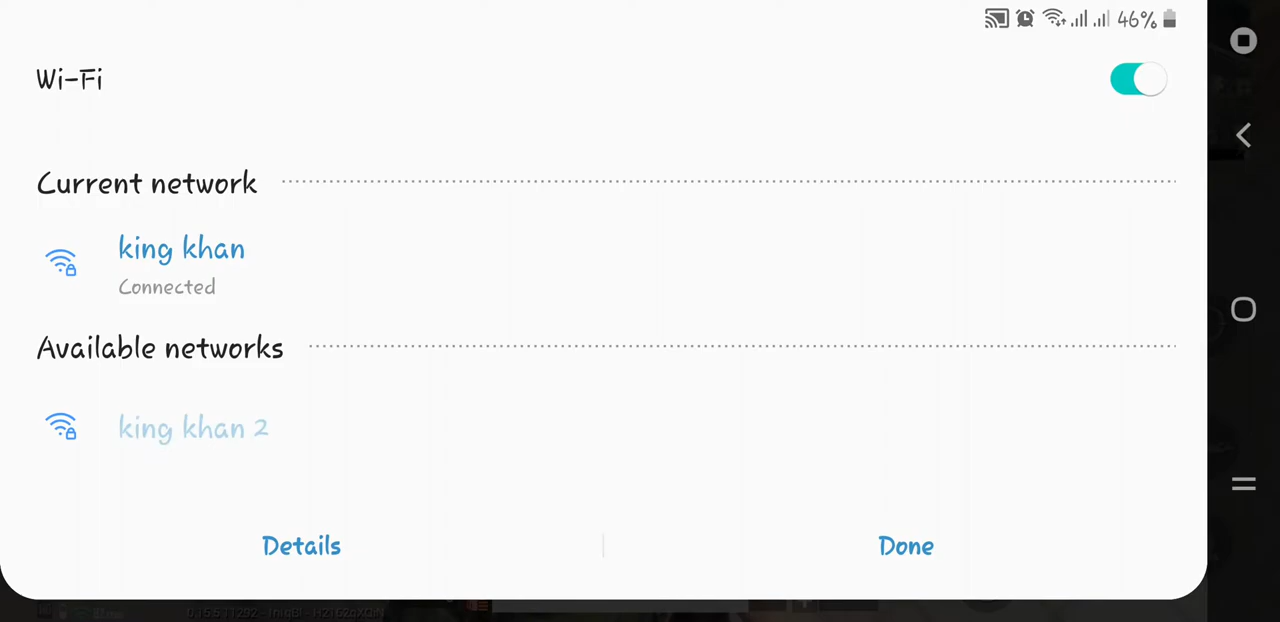 46%
Wi-Fi
Current network
king khan
Connected
Available networks
king khan 2
Details
Done